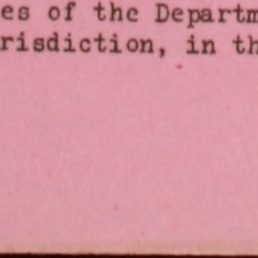 es of the Departm
risdiction, in th